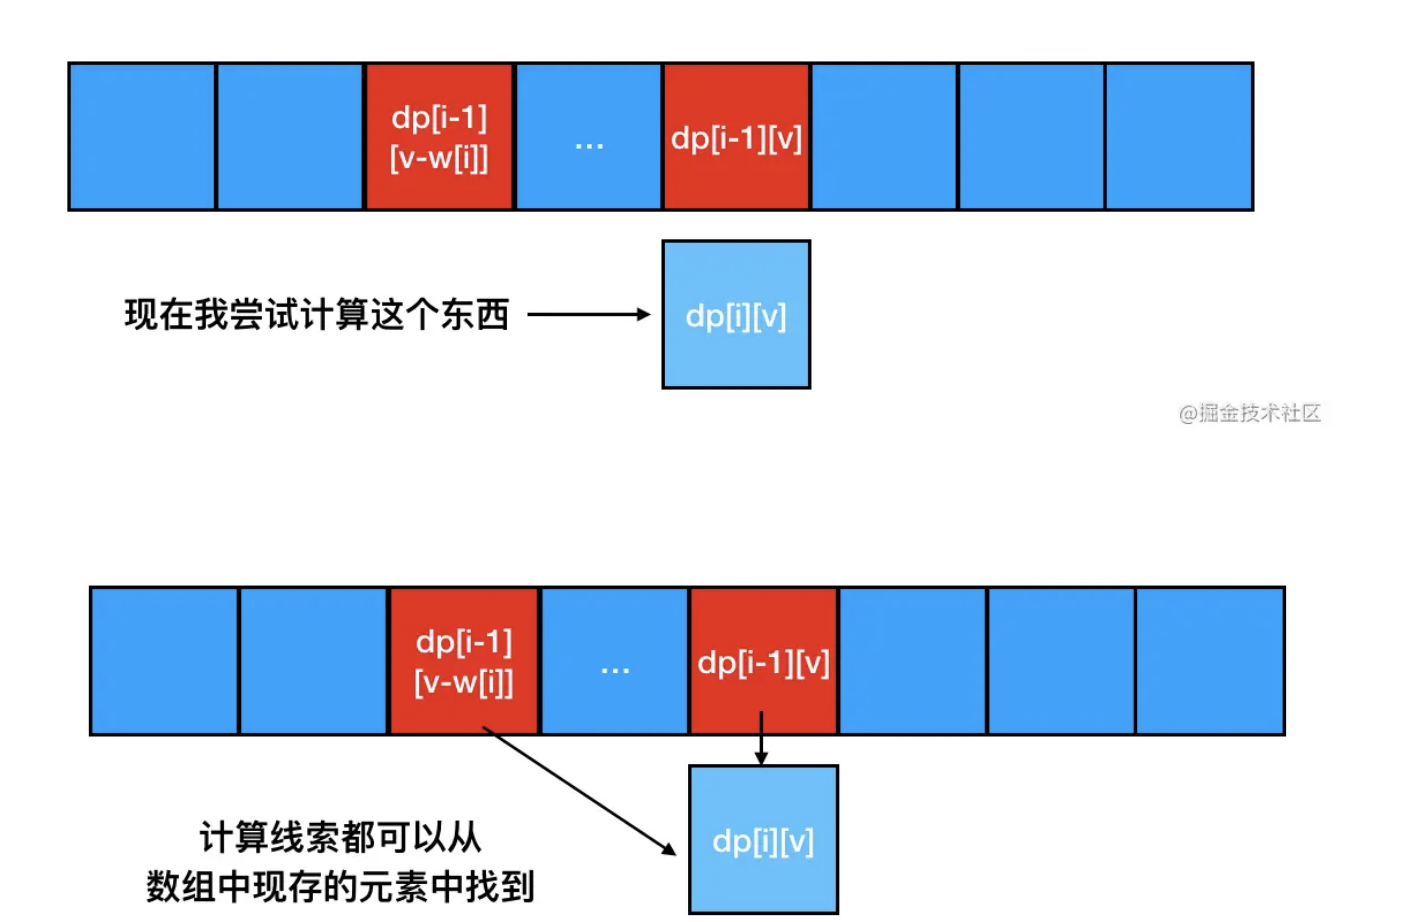 dp[i-1]
[v-w[i]]
...
dp[i-1][v]
现在我尝试计算这个东西
dp[i][v]
@掘金技术社区
dp[i-1]
[v-w[i]]
...
dp[i-1][v]
计算线索都可以从
数组中现存的元素中找到
dp[i][v]